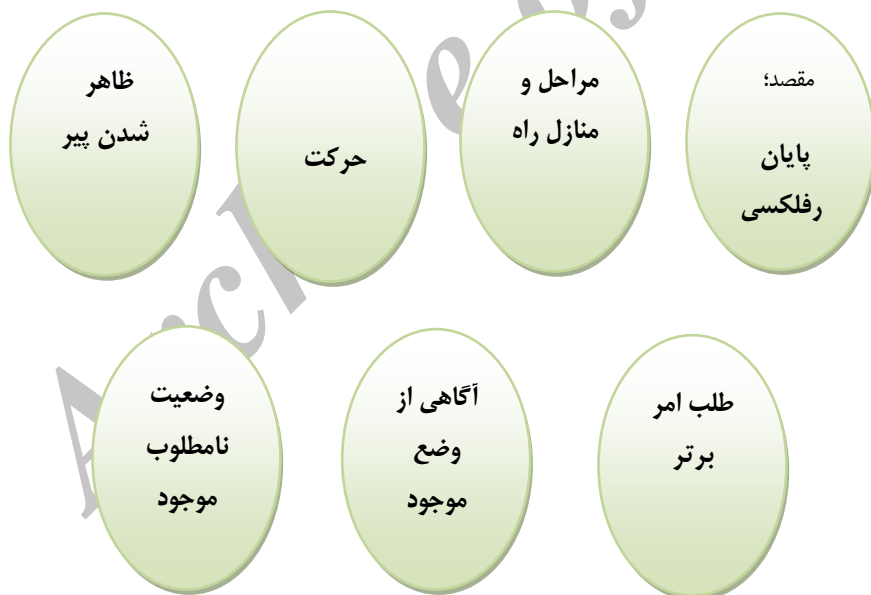 مقصد؛
پایان
رفلکسی
مراحل و
منازل راه
حرکت
ظاهر
شدن پیر
طلب امر
برتر
آگاهی از
وضع
موجود
وضعیت
نامطلوب
موجود